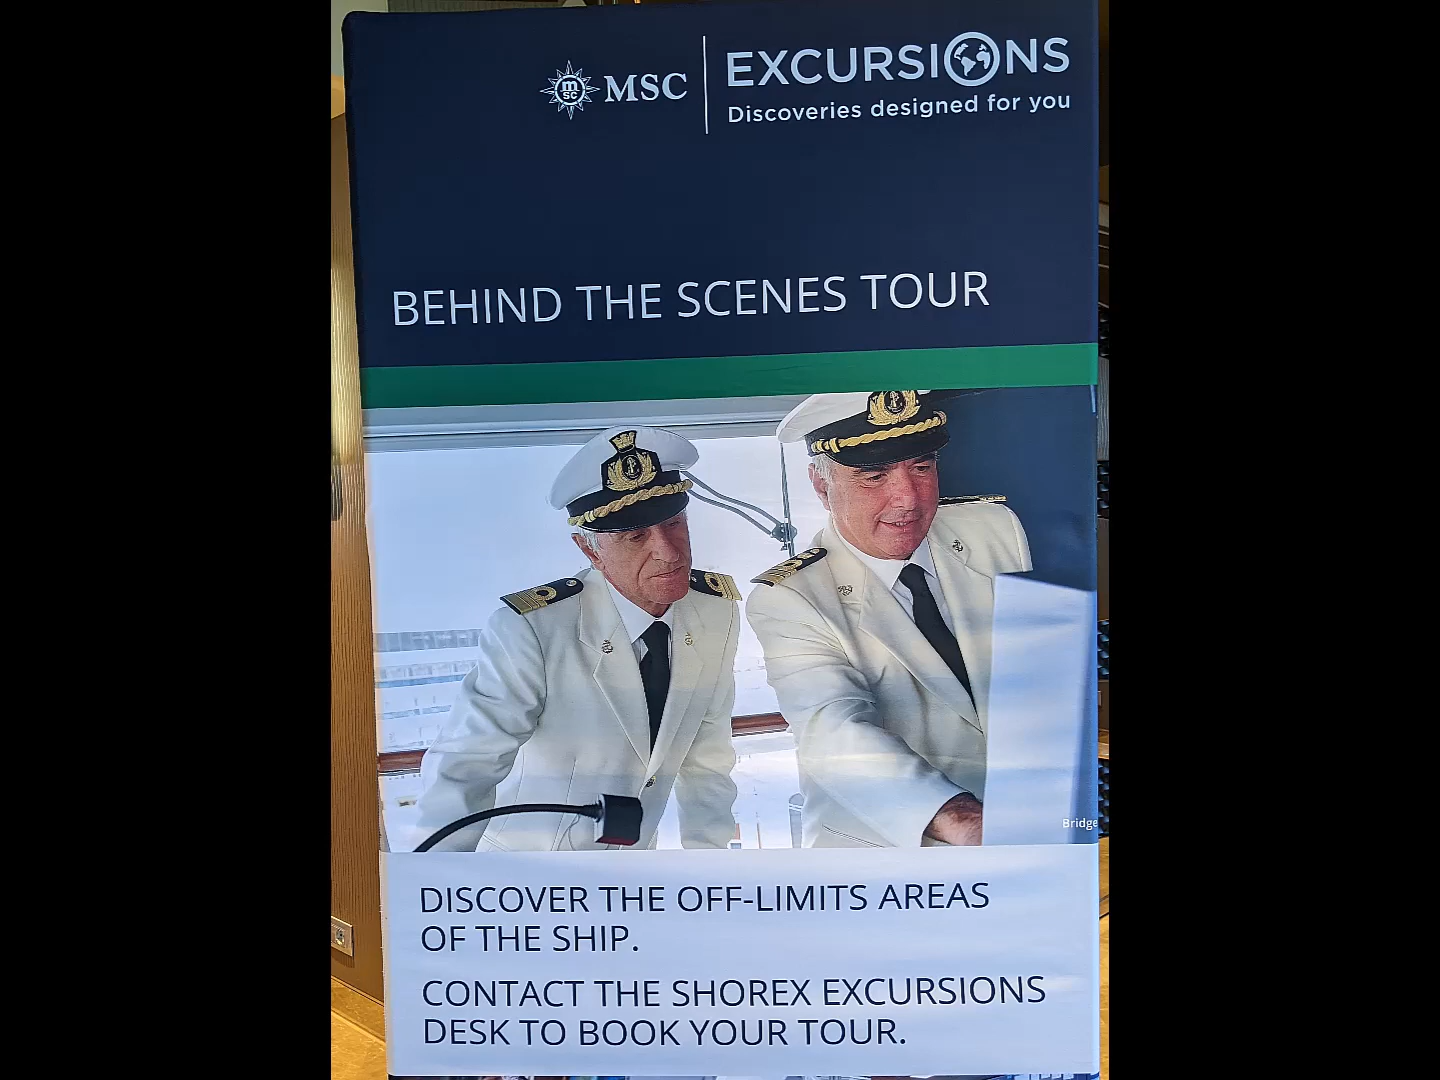 m
sc
MSC
EXCURSIONS
Discoveries designed for you
BEHIND THE SCENES TOUR
Bridge
DISCOVER THE OFF-LIMITS AREAS
OF THE SHIP.
CONTACT THE SHOREX EXCURSIONS
DESK TO BOOK YOUR TOUR.